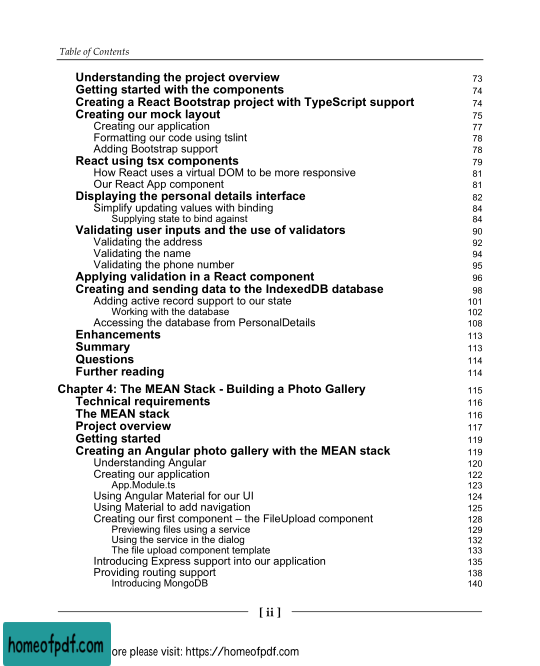 Table of Contents
Understanding the project overview 73
Getting started with the components 74
Creating a React Bootstrap project with TypeScript support 74
Creating our mock layout 75
Creating our application 77
Formatting our code using tslint 78
Adding Bootstrap support 78
React using tsx components 79
How React uses a virtual DOM to be more responsive 81
Our React App component 81
Displaying the personal details interface 82
Simplify updating values with binding 84
Supplying state to bind against 84
Validating user inputs and the use of validators 90
Validating the address 92
Validating the name 94
Validating the phone number 95
Applying validation in a React component 96
Creating and sending data to the IndexedDB database 98
Adding active record support to our state 101
Working with the database 102
Accessing the database from PersonalDetails 108
Enhancements 113
Summary 113
Questions 114
Further reading 114
Chapter 4: The MEAN Stack - Building a Photo Gallery 115
Technical requirements 116
The MEAN stack 116
Project overview 117
Getting started 119
Creating an Angular photo gallery with the MEAN stack 119
Understanding Angular 120
Creating our application 122
App.Module.ts 123
Using Angular Material for our UI 124
Using Material to add navigation 125
Creating our first component – the FileUpload component 128
Previewing files using a service 129
Using the service in the dialog 132
The file upload component template 133
Introducing Express support into our application 135
Providing routing support 138
Introducing MongoDB 140
[ ii ]
homeofpdf.com
ore please visit: https://homeofpdf.com